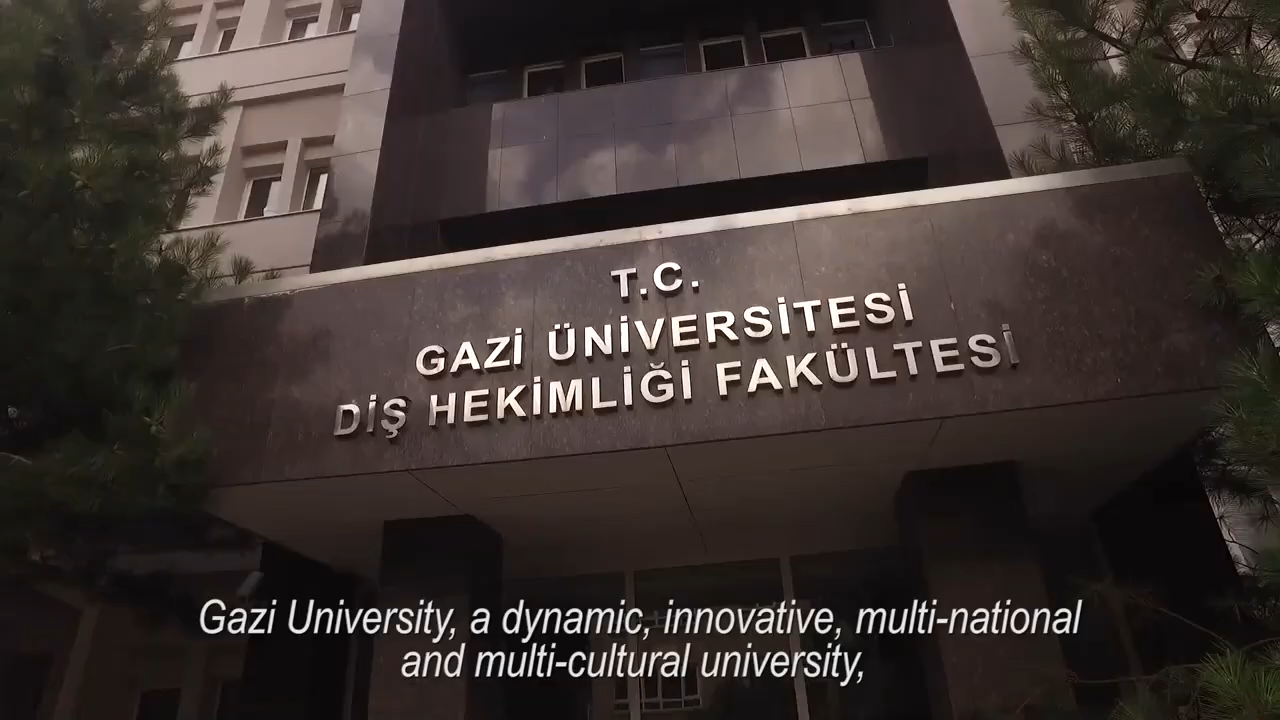 T.C.
GAZİ ÜNİVERSİTESİ
DİŞ HEKİMLİĞİ FAKÜLTESİ
Gazi University, a dynamic, innovative, multi-national
and multi-cultural university,